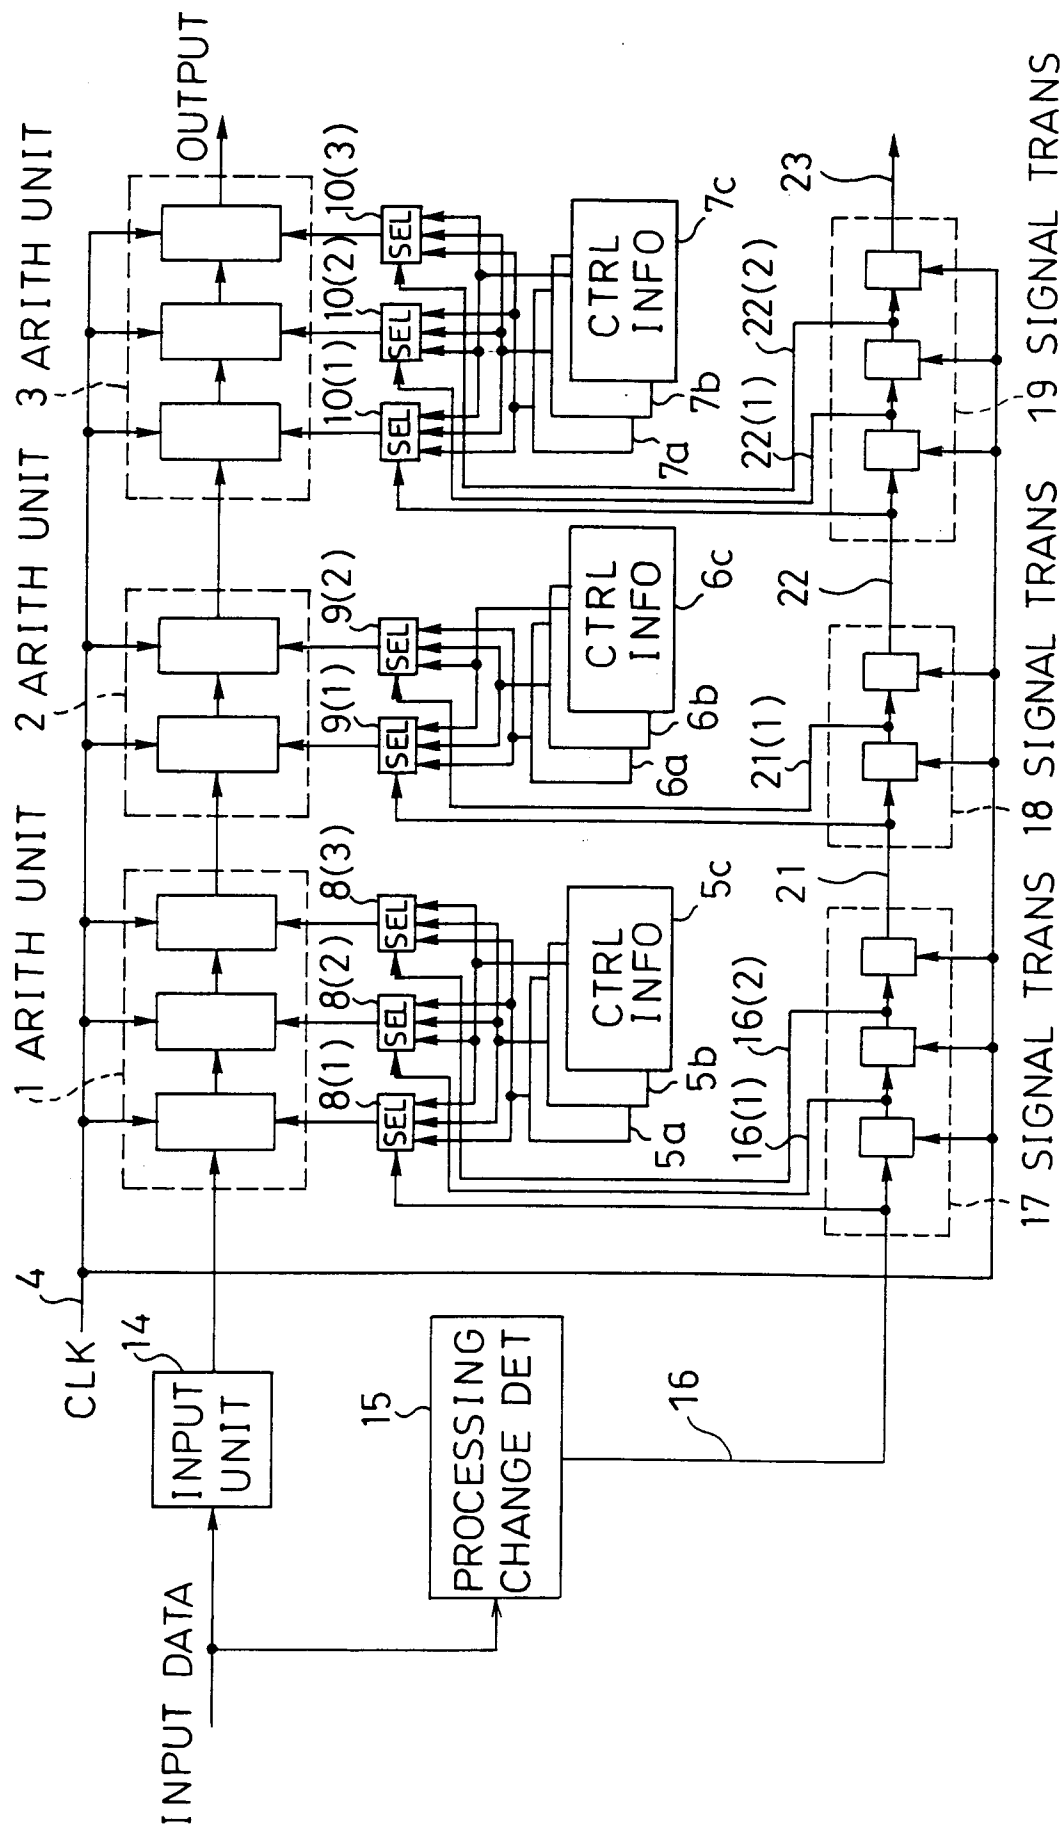 1 ARITH UNIT
2 ARITH UNIT
3 ARITH UNIT
4
CLK
14
INPUT
UNIT
INPUT DATA
OUTPUT
8(1)
8(2)
8(3)
9(1)
9(2)
10(1)
10(2)
10(3)
SEL
SEL
SEL
SEL
SEL
SEL
SEL
SEL
15
PROCESSING
CHANGE DET
CTRL
INFO
5a
5b
5c
CTRL
INFO
6a
6b
6c
CTRL
INFO
7a
7b
7c
16
16(1)
16(2)
21
21(1)
22
22(1)
22(2)
23
17 SIGNAL TRANS
18 SIGNAL TRANS
19 SIGNAL TRANS